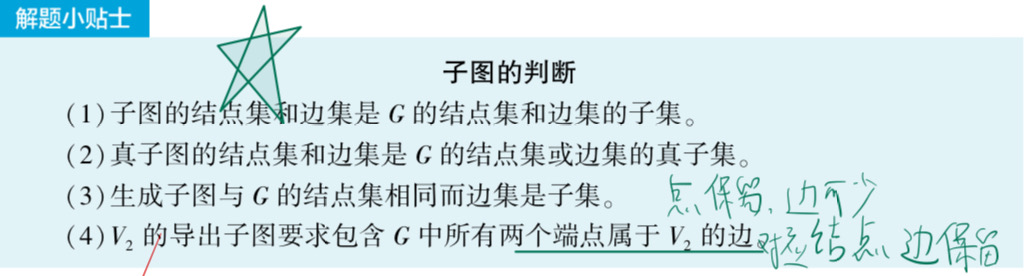 解题小贴士
子图的判断
(1)子图的结点集和边集是 G 的结点集和边集的子集。
(2)真子图的结点集和边集是 G 的结点集或边集的真子集。
(3)生成子图与 G 的结点集相同而边集是子集。
点保留、边可少
(4)V₂ 的导出子图要求包含 G 中所有两个端点属于 V₂ 的边
对应结点、边保留